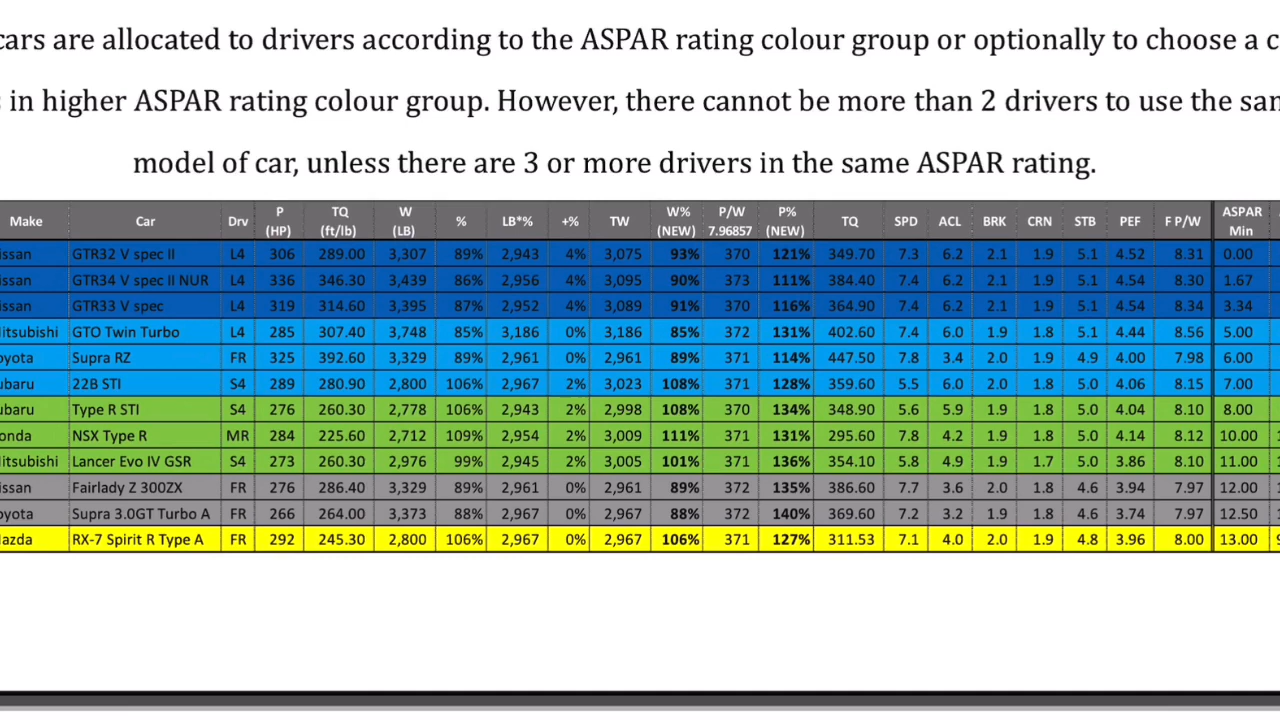 cars are allocated to drivers according to the ASPAR rating colour group or optionally to choose a
in higher ASPAR rating colour group. However, there cannot be more than 2 drivers to use the
model of car, unless there are 3 or more drivers in the same ASPAR rating.
Make Car Drv P (HP) TQ (ft/lb) W (LB) % LB*% +% TW W% (NEW) P/W 7.96857 P% (NEW) TQ SPD ACL BRK CRN STB PEF F P/W ASPAR Min
issan GTR32 V spec II L4 306 289.00 3,307 89% 2,943 4% 3,075 93% 370 121% 349.70 7.3 6.2 2.1 1.9 5.1 4.52 8.31 0.00
issan GTR34 V spec II NUR L4 336 346.30 3,439 86% 2,956 4% 3,095 90% 373 111% 384.40 7.4 6.2 2.1 1.9 5.1 4.54 8.30 1.67
issan GTR33 V spec L4 319 314.60 3,395 87% 2,952 4% 3,089 91% 370 116% 364.90 7.4 6.2 2.1 1.9 5.1 4.54 8.34 3.34
itsubishi GTO Twin Turbo L4 285 307.40 3,748 85% 3,186 0% 3,186 85% 372 131% 402.60 7.4 6.0 1.9 1.8 5.1 4.44 8.56 5.00
oyota Supra RZ FR 325 392.60 3,329 89% 2,961 0% 2,961 89% 371 114% 447.50 7.8 3.4 2.0 1.9 4.9 4.00 7.98 6.00
ubaru 22B STI S4 289 280.90 2,800 106% 2,967 2% 3,023 108% 371 128% 359.60 5.5 6.0 2.0 1.8 5.0 4.06 8.15 7.00
ubaru Type R STI S4 276 260.30 2,778 106% 2,943 2% 2,998 108% 370 134% 348.90 5.6 5.9 1.9 1.8 5.0 4.04 8.10 8.00
onda NSX Type R MR 284 225.60 2,712 109% 2,954 2% 3,009 111% 371 131% 295.60 7.8 4.2 1.9 1.8 5.0 4.14 8.12 10.00
itsubishi Lancer Evo IV GSR S4 273 260.30 2,976 99% 2,945 2% 3,005 101% 371 136% 354.10 5.8 4.9 1.9 1.7 5.0 3.86 8.10 11.00
issan Fairlady Z 300ZX FR 276 286.40 3,329 89% 2,961 0% 2,961 89% 372 135% 386.60 7.7 3.6 2.0 1.8 4.6 3.94 7.97 12.00
oyota Supra 3.0GT Turbo A FR 266 264.00 3,373 88% 2,967 0% 2,967 88% 372 140% 369.60 7.2 3.2 1.9 1.8 4.6 3.74 7.97 12.50
azda RX-7 Spirit R Type A FR 292 245.30 2,800 106% 2,967 0% 2,967 106% 371 127% 311.53 7.1 4.0 2.0 1.9 4.8 3.96 8.00 13.00